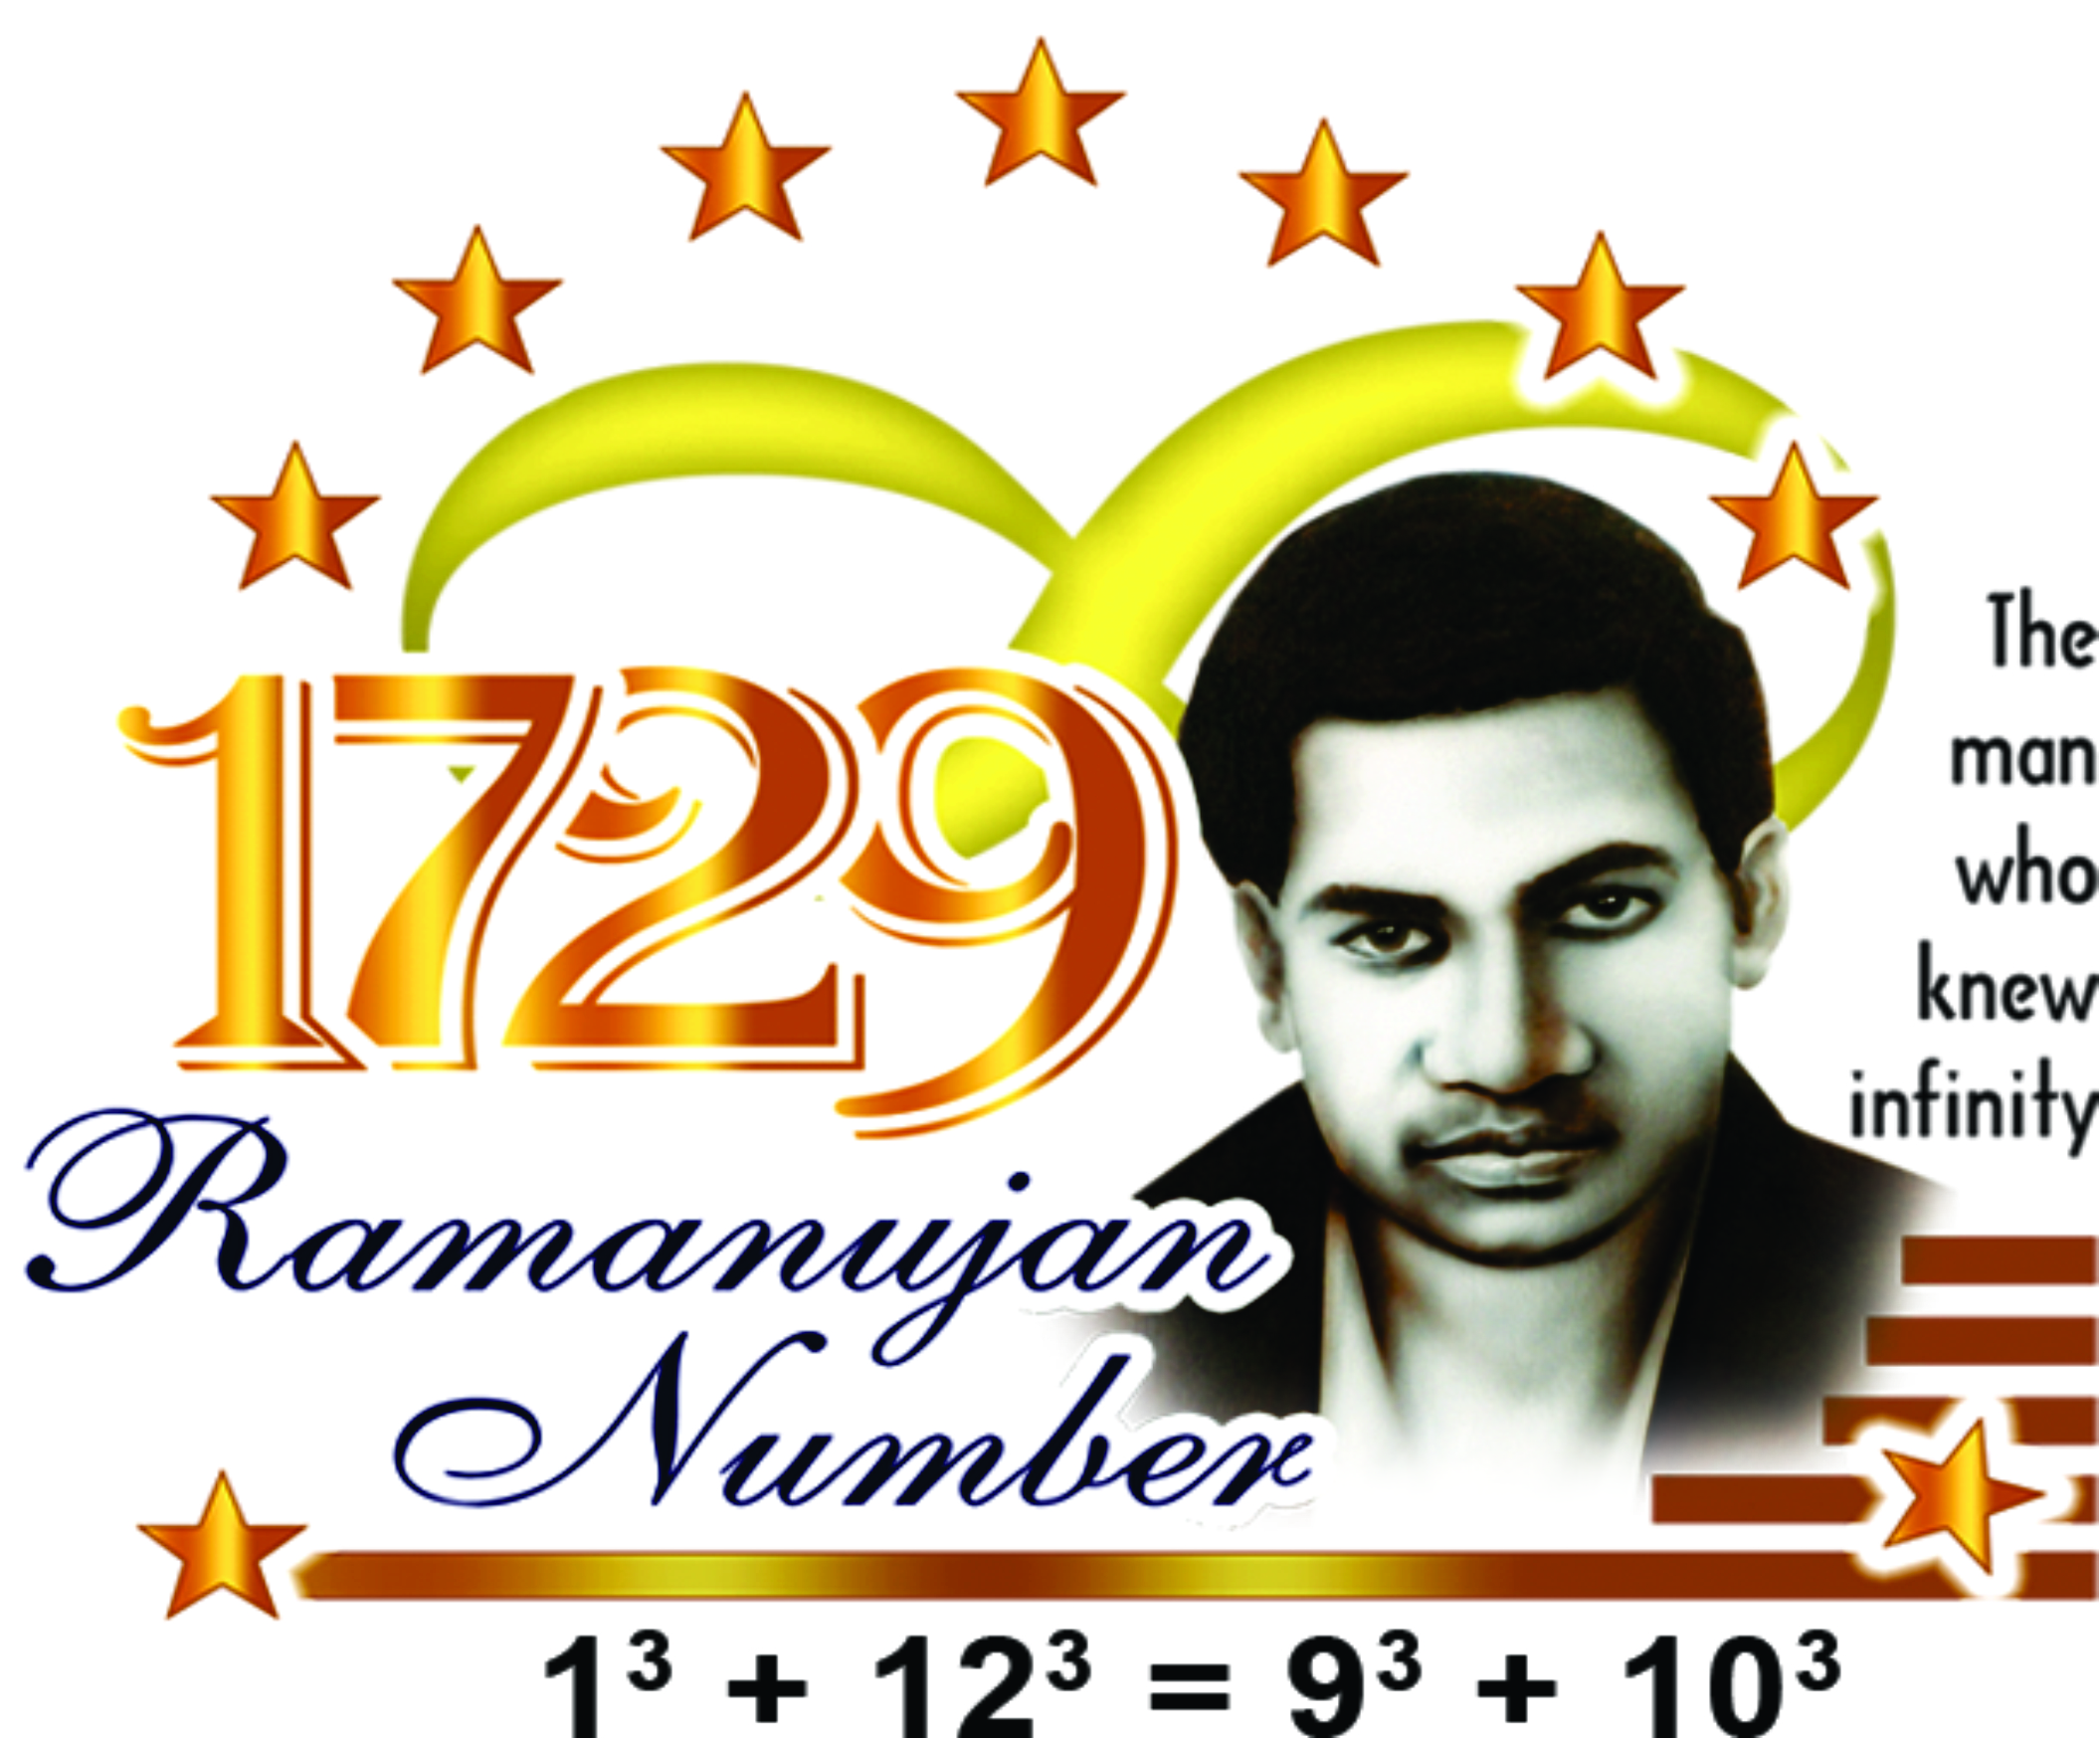 1729
The
man
who
knew
infinity
Ramanujan
Number
1³ + 12³ = 9³ + 10³